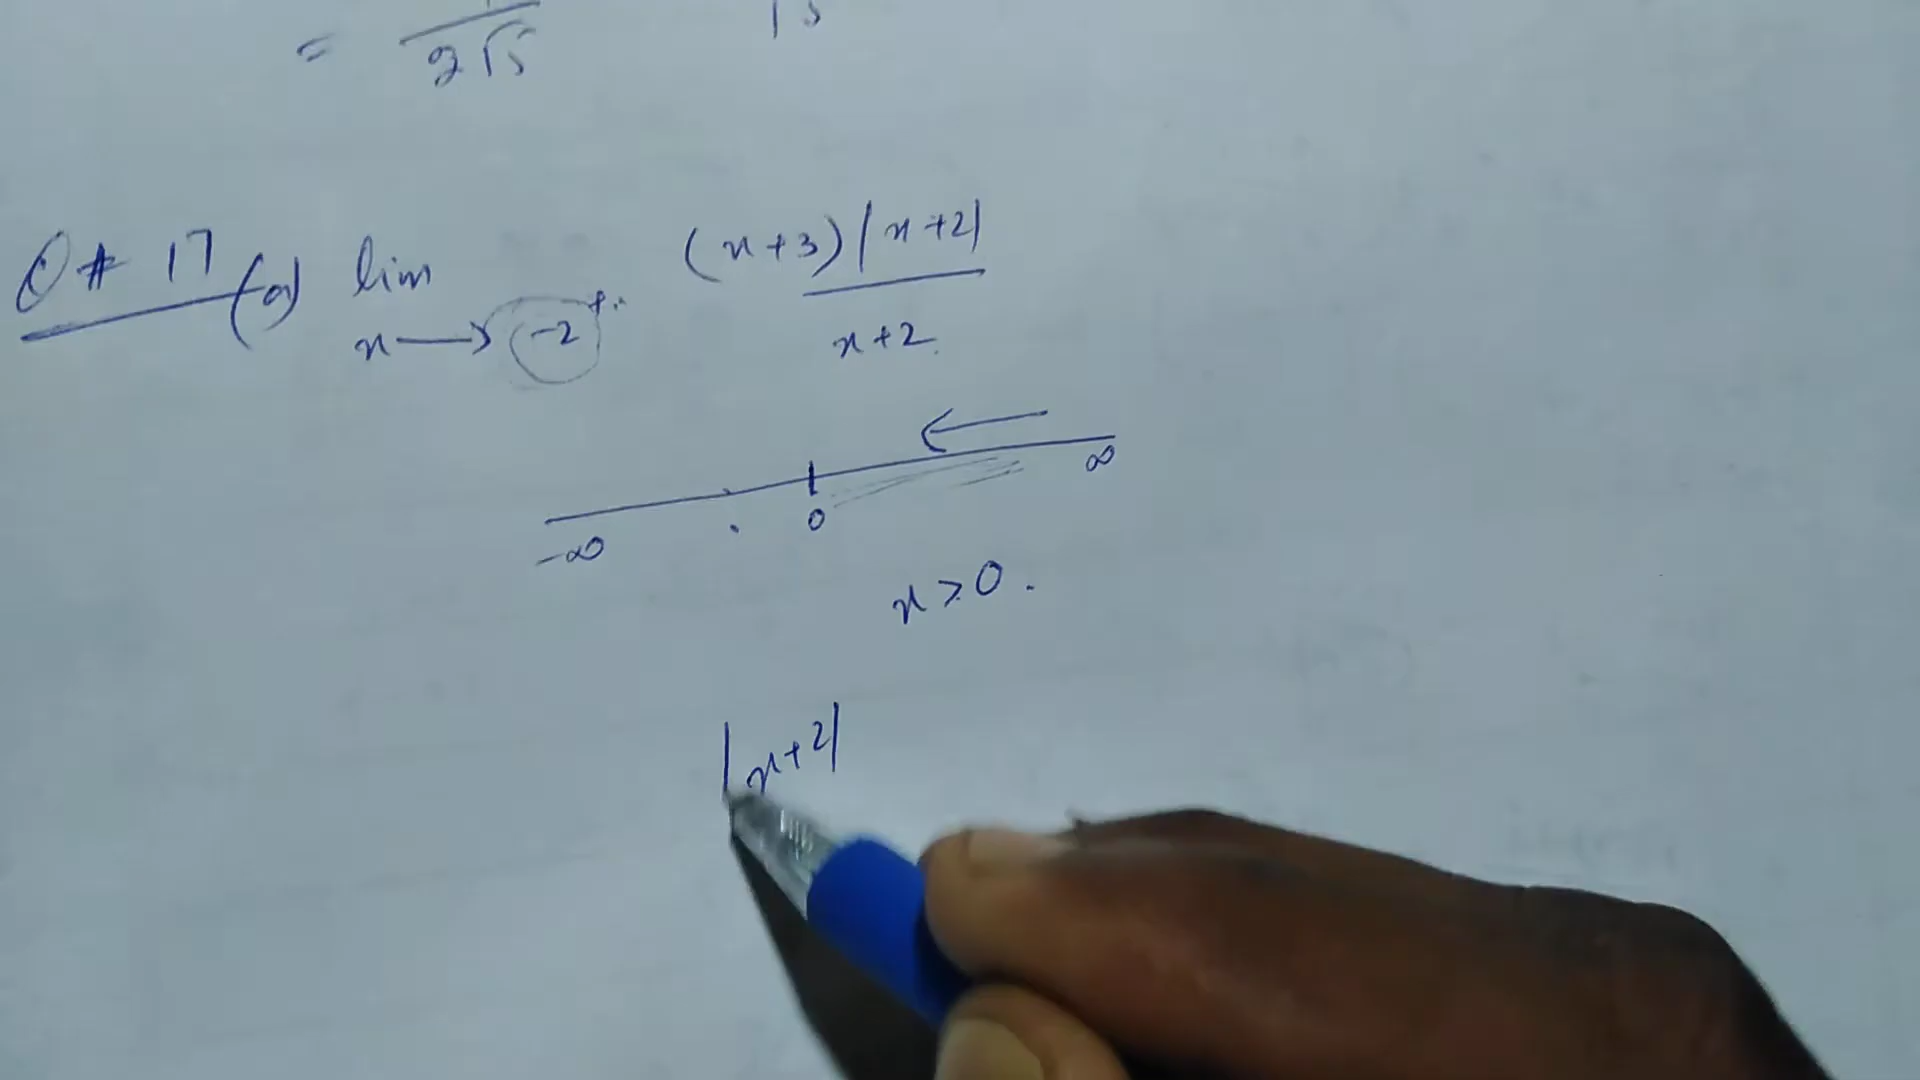 = 2√5
Q# 17 (a) lim x → -2⁺ (x+3)|x+2| / x+2
-∞ 0 ∞
x > 0.
|x+2|